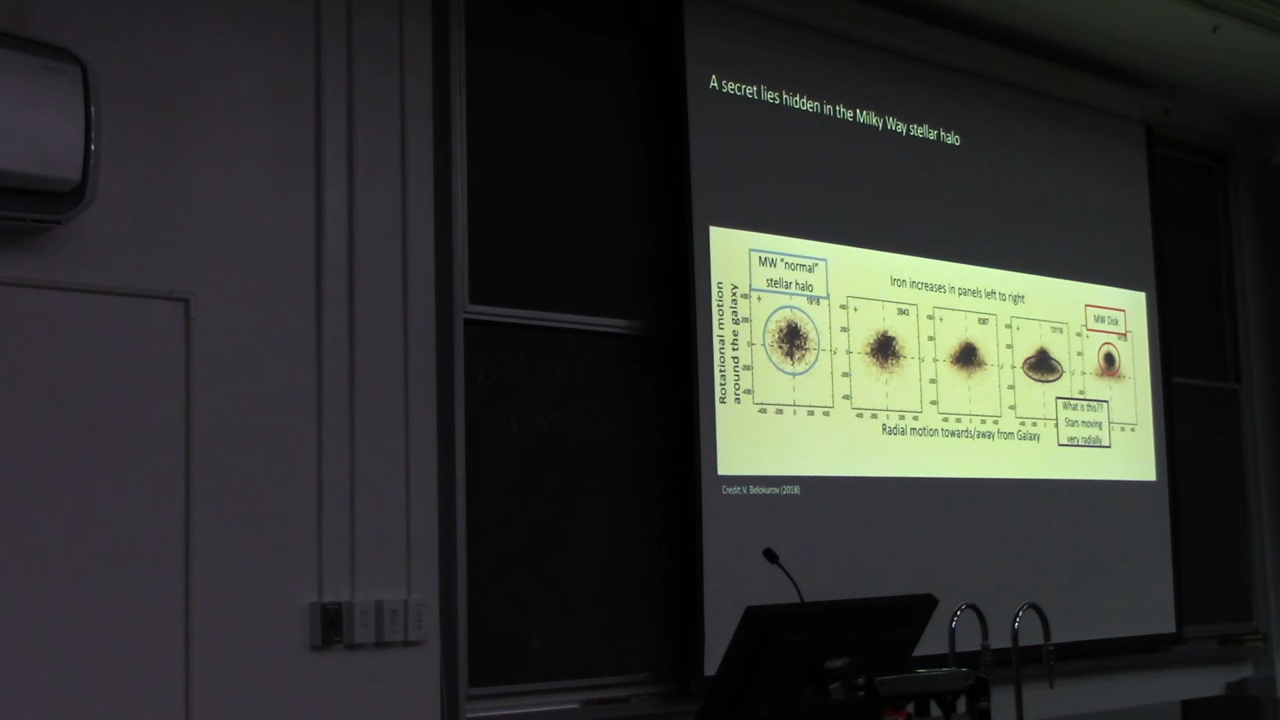 A secret lies hidden in the Milky Way stellar halo
MW "normal"
stellar halo
Iron increases in panels left to right
MW Disk
Rotational motion
around the galaxy
1918
3843
What is this??
Stars moving
very radially
Radial motion towards/away from Galaxy
Credit: V. Belokurov (2018)